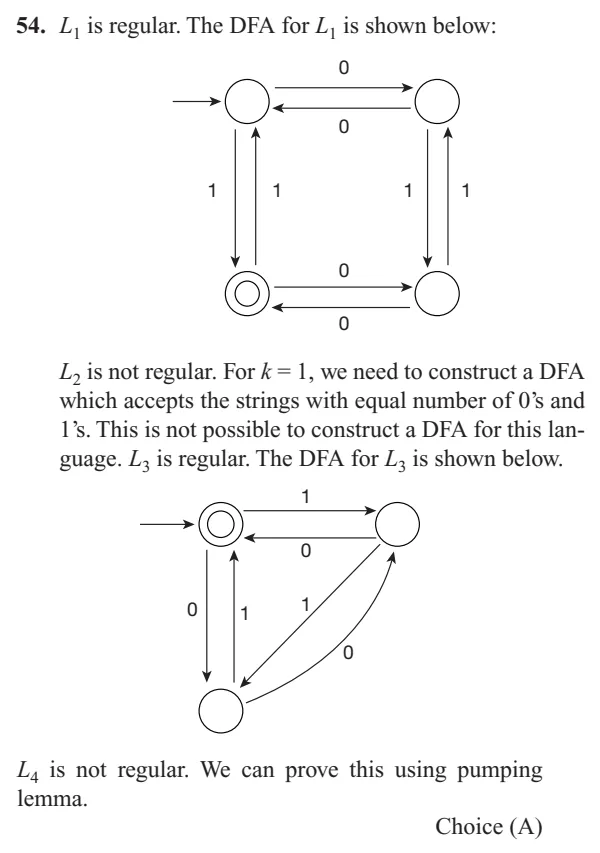 54. L₁ is regular. The DFA for L₁ is shown below:
0
0
1
1
1
1
0
0
L₂ is not regular. For k = 1, we need to construct a DFA
which accepts the strings with equal number of 0’s and
1’s. This is not possible to construct a DFA for this lan-
guage. L₃ is regular. The DFA for L₃ is shown below.
1
0
0
1
1
0
L₄ is not regular. We can prove this using pumping
lemma.
Choice (A)